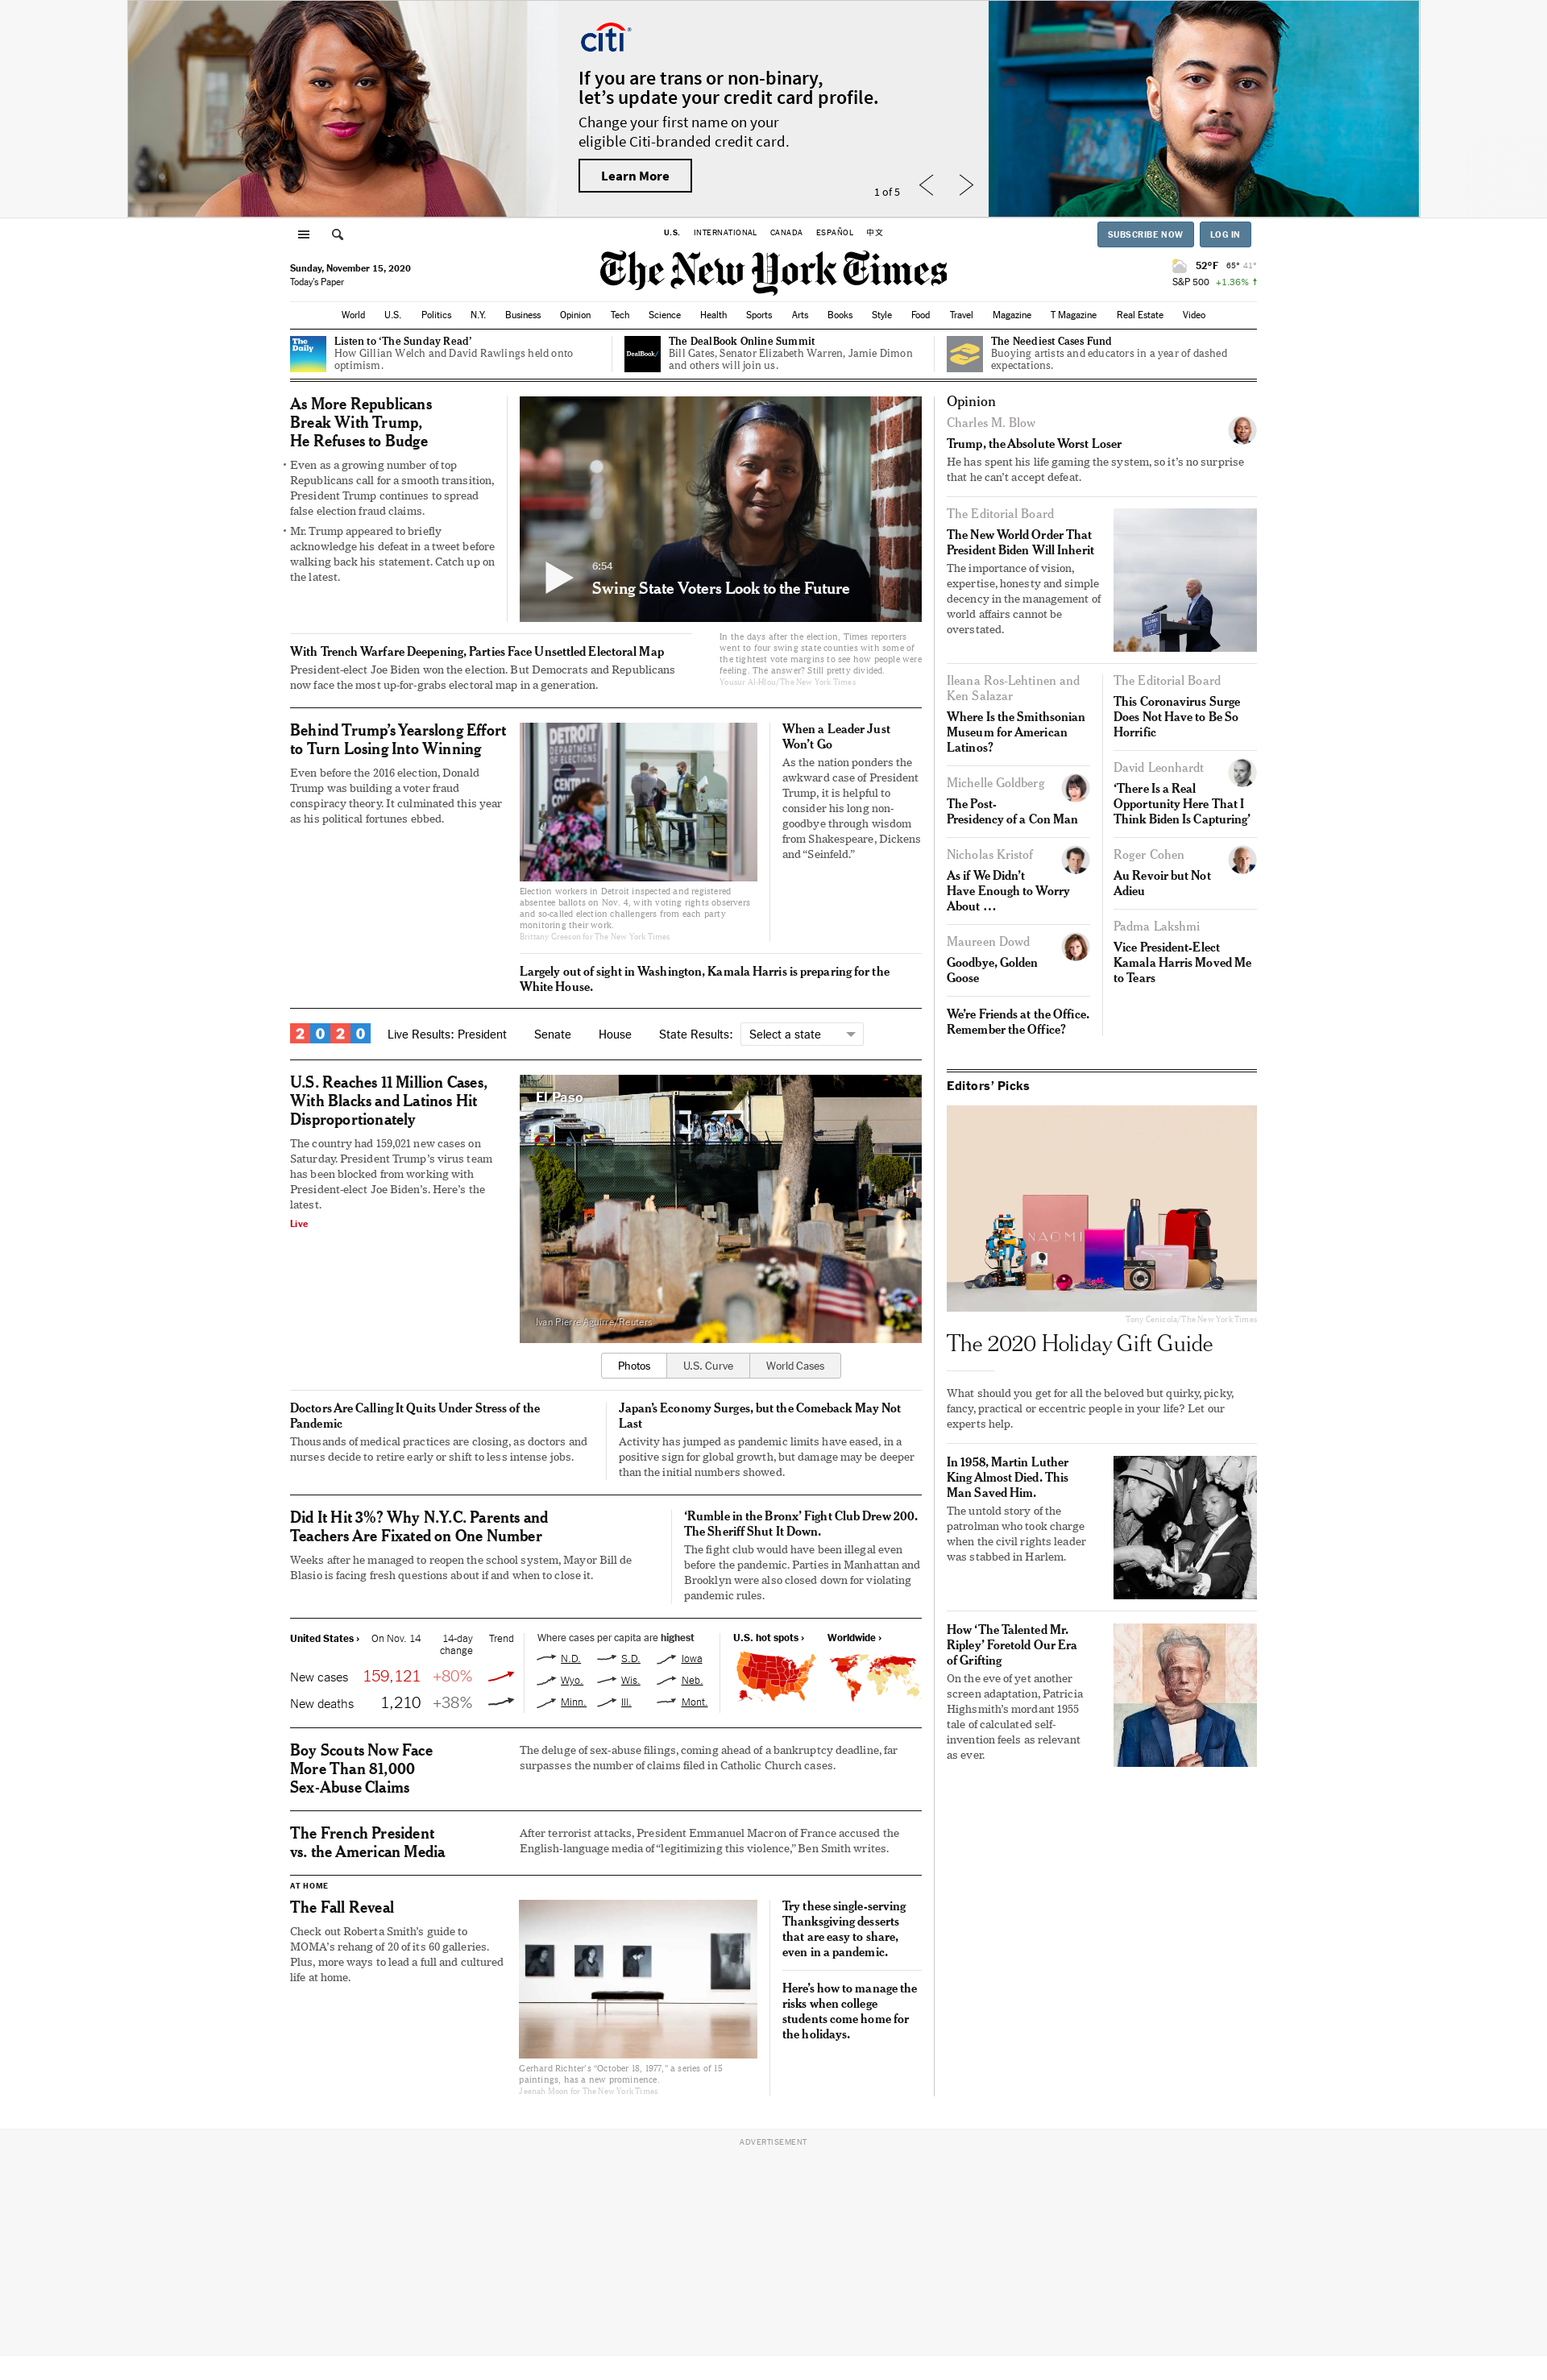 citi
If you are trans or non-binary,
let's update your credit card profile.
Change your first name on your
eligible Citi-branded credit card.
Learn More
1 of 5
U.S. INTERNATIONAL CANADA ESPAÑOL 中文
SUBSCRIBE NOW LOG IN
Sunday, November 15, 2020
Today's Paper
The New York Times
52°F 65° 41°
S&P 500 +1.36% ↑
World U.S. Politics N.Y. Business Opinion Tech Science Health Sports Arts Books Style Food Travel Magazine T Magazine Real Estate Video
The
Daily
Listen to ‘The Sunday Read’
How Gillian Welch and David Rawlings held onto
optimism.
DealBook/
The DealBook Online Summit
Bill Gates, Senator Elizabeth Warren, Jamie Dimon
and others will join us.
The Neediest Cases Fund
Buoying artists and educators in a year of dashed
expectations.
As More Republicans
Break With Trump,
He Refuses to Budge
• Even as a growing number of top
Republicans call for a smooth transition,
President Trump continues to spread
false election fraud claims.
• Mr. Trump appeared to briefly
acknowledge his defeat in a tweet before
walking back his statement. Catch up on
the latest.
6:54
Swing State Voters Look to the Future
With Trench Warfare Deepening, Parties Face Unsettled Electoral Map
President-elect Joe Biden won the election. But Democrats and Republicans
now face the most up-for-grabs electoral map in a generation.
In the days after the election, Times reporters
went to four swing state counties with some of
the tightest vote margins to see how people were
feeling. The answer? Still pretty divided.
Yousur Al-Hlou/The New York Times
Behind Trump’s Yearslong Effort
to Turn Losing Into Winning
Even before the 2016 election, Donald
Trump was building a voter fraud
conspiracy theory. It culminated this year
as his political fortunes ebbed.
DETROIT
DEPARTMENT
OF ELECTIONS
CENTRAL
Election workers in Detroit inspected and registered
absentee ballots on Nov. 4, with voting rights observers
and so-called election challengers from each party
monitoring their work.
Brittany Greeson for The New York Times
When a Leader Just
Won’t Go
As the nation ponders the
awkward case of President
Trump, it is helpful to
consider his long non-
goodbye through wisdom
from Shakespeare, Dickens
and “Seinfeld.”
Largely out of sight in Washington, Kamala Harris is preparing for the
White House.
2020
Live Results: President Senate House State Results: Select a state
U.S. Reaches 11 Million Cases,
With Blacks and Latinos Hit
Disproportionately
The country had 159,021 new cases on
Saturday. President Trump’s virus team
has been blocked from working with
President-elect Joe Biden’s. Here’s the
latest.
Live
El Paso
Ivan Pierre Aguirre/Reuters
Photos U.S. Curve World Cases
Doctors Are Calling It Quits Under Stress of the
Pandemic
Thousands of medical practices are closing, as doctors and
nurses decide to retire early or shift to less intense jobs.
Japan’s Economy Surges, but the Comeback May Not
Last
Activity has jumped as pandemic limits have eased, in a
positive sign for global growth, but damage may be deeper
than the initial numbers showed.
Did It Hit 3%? Why N.Y.C. Parents and
Teachers Are Fixated on One Number
Weeks after he managed to reopen the school system, Mayor Bill de
Blasio is facing fresh questions about if and when to close it.
‘Rumble in the Bronx’ Fight Club Drew 200.
The Sheriff Shut It Down.
The fight club would have been illegal even
before the pandemic. Parties in Manhattan and
Brooklyn were also closed down for violating
pandemic rules.
United States › On Nov. 14 14-day
change Trend
New cases 159,121 +80%
New deaths 1,210 +38%
Where cases per capita are highest
N.D. S.D. Iowa
Wyo. Wis. Neb.
Minn. Ill. Mont.
U.S. hot spots › Worldwide ›
Boy Scouts Now Face
More Than 81,000
Sex-Abuse Claims
The deluge of sex-abuse filings, coming ahead of a bankruptcy deadline, far
surpasses the number of claims filed in Catholic Church cases.
The French President
vs. the American Media
After terrorist attacks, President Emmanuel Macron of France accused the
English-language media of “legitimizing this violence,” Ben Smith writes.
AT HOME
The Fall Reveal
Check out Roberta Smith’s guide to
MOMA’s rehang of 20 of its 60 galleries.
Plus, more ways to lead a full and cultured
life at home.
Gerhard Richter’s “October 18, 1977,” a series of 15
paintings, has a new prominence.
Jeenah Moon for The New York Times
Try these single-serving
Thanksgiving desserts
that are easy to share,
even in a pandemic.
Here’s how to manage the
risks when college
students come home for
the holidays.
Opinion
Charles M. Blow
Trump, the Absolute Worst Loser
He has spent his life gaming the system, so it’s no surprise
that he can’t accept defeat.
The Editorial Board
The New World Order That
President Biden Will Inherit
The importance of vision,
expertise, honesty and simple
decency in the management of
world affairs cannot be
overstated.
Ileana Ros-Lehtinen and
Ken Salazar
Where Is the Smithsonian
Museum for American
Latinos?
Michelle Goldberg
The Post-
Presidency of a Con Man
Nicholas Kristof
As if We Didn’t
Have Enough to Worry
About …
Maureen Dowd
Goodbye, Golden
Goose
We’re Friends at the Office.
Remember the Office?
The Editorial Board
This Coronavirus Surge
Does Not Have to Be So
Horrific
David Leonhardt
‘There Is a Real
Opportunity Here That I
Think Biden Is Capturing’
Roger Cohen
Au Revoir but Not
Adieu
Padma Lakshmi
Vice President-Elect
Kamala Harris Moved Me
to Tears
Editors’ Picks
NAOMI
Tony Cenicola/The New York Times
The 2020 Holiday Gift Guide
What should you get for all the beloved but quirky, picky,
fancy, practical or eccentric people in your life? Let our
experts help.
In 1958, Martin Luther
King Almost Died. This
Man Saved Him.
The untold story of the
patrolman who took charge
when the civil rights leader
was stabbed in Harlem.
How ‘The Talented Mr.
Ripley’ Foretold Our Era
of Grifting
On the eve of yet another
screen adaptation, Patricia
Highsmith’s mordant 1955
tale of calculated self-
invention feels as relevant
as ever.
ADVERTISEMENT